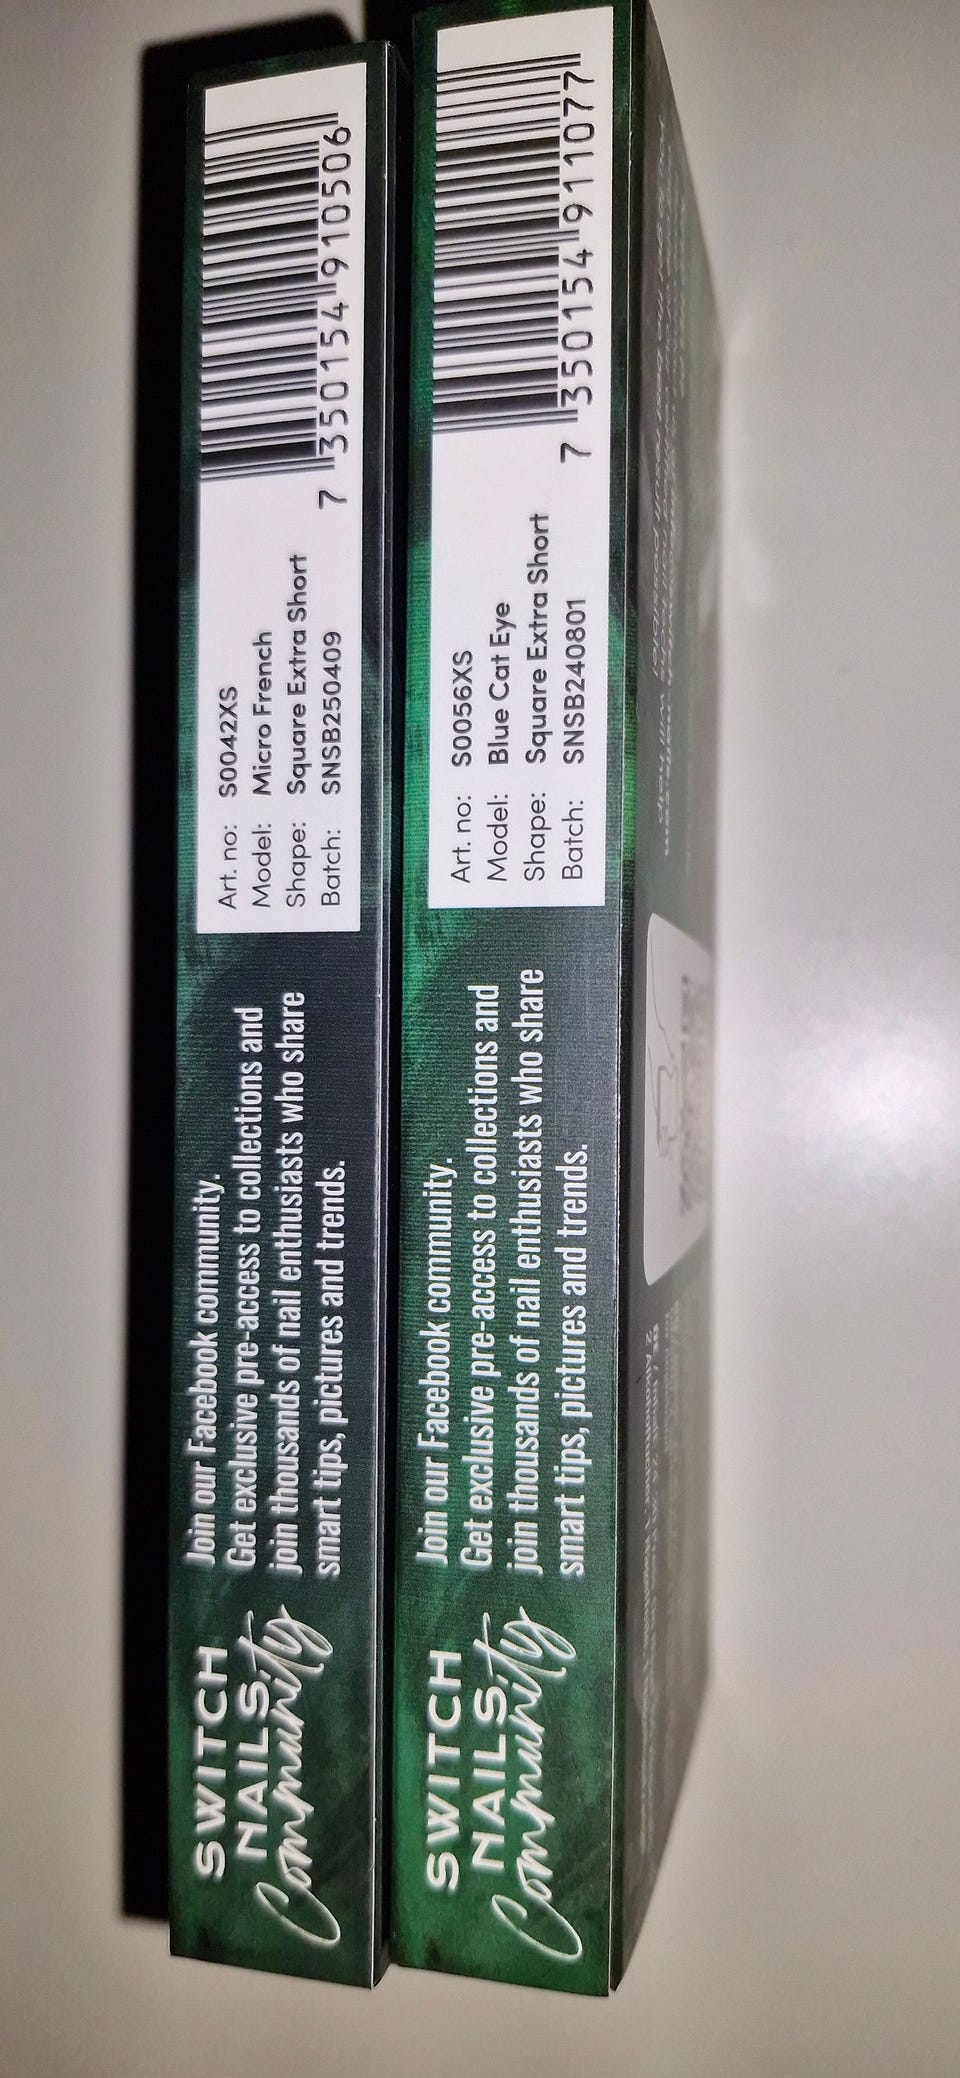 SWITCH
NAILS
Community
Join our Facebook community.
Get exclusive pre-access to collections and
join thousands of nail enthusiasts who share
smart tips, pictures and trends.
Art. no: S0042XS
Model: Micro French
Shape: Square Extra Short
Batch: SNSB250409
7 350154 910506
SWITCH
NAILS
Community
Join our Facebook community.
Get exclusive pre-access to collections and
join thousands of nail enthusiasts who share
smart tips, pictures and trends.
Art. no: S0056XS
Model: Blue Cat Eye
Shape: Square Extra Short
Batch: SNSB240801
7 350154 911077